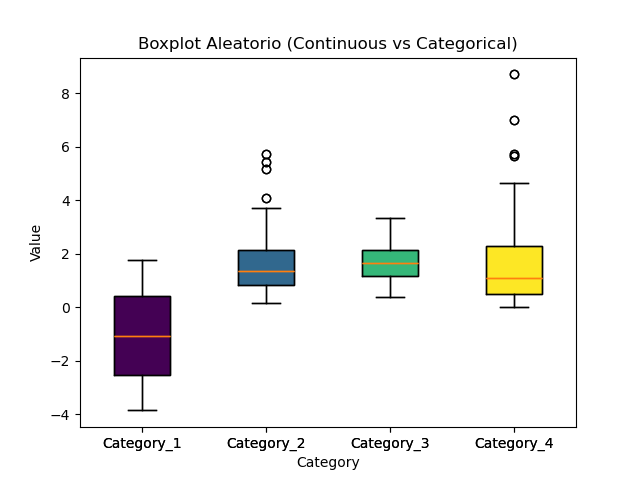 Boxplot Aleatorio (Continuous vs Categorical)
8
6
4
2
0
−2
−4
Value
Category_1 Category_2 Category_3 Category_4
Category